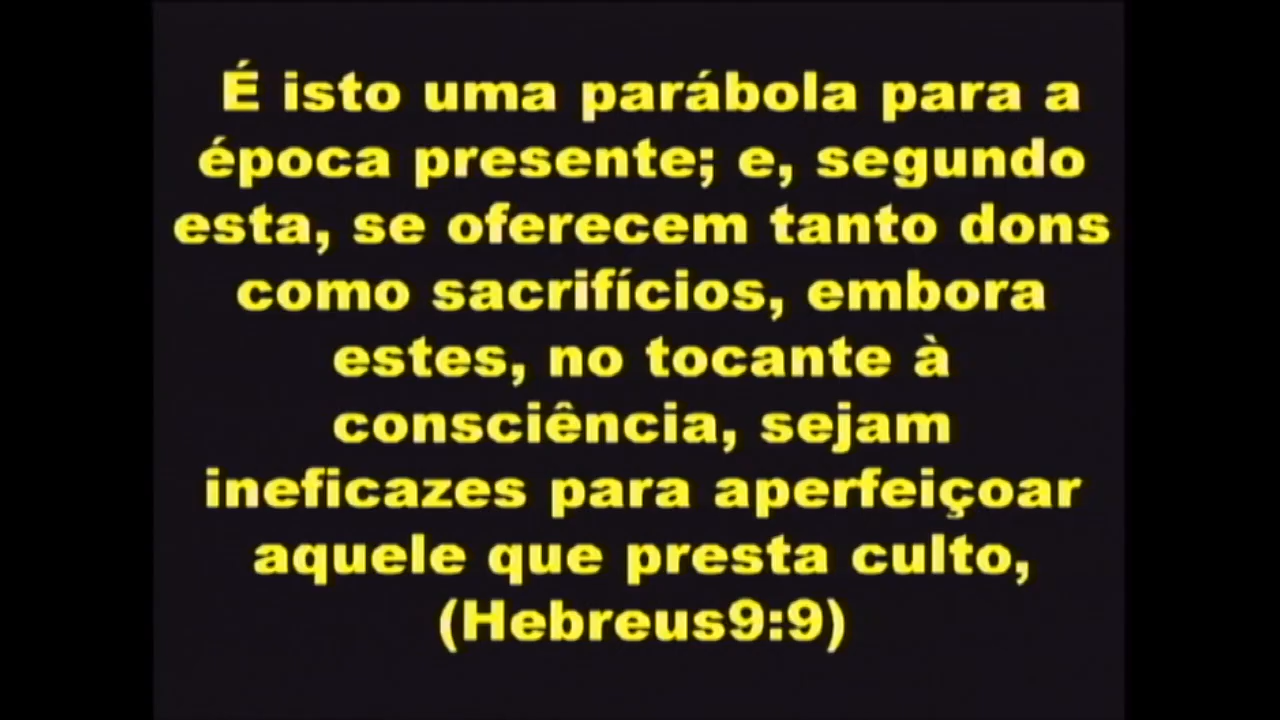 É isto uma parábola para a
época presente; e, segundo
esta, se oferecem tanto dons
como sacrifícios, embora
estes, no tocante à
consciência, sejam
ineficazes para aperfeiçoar
aquele que presta culto,
(Hebreus9:9)